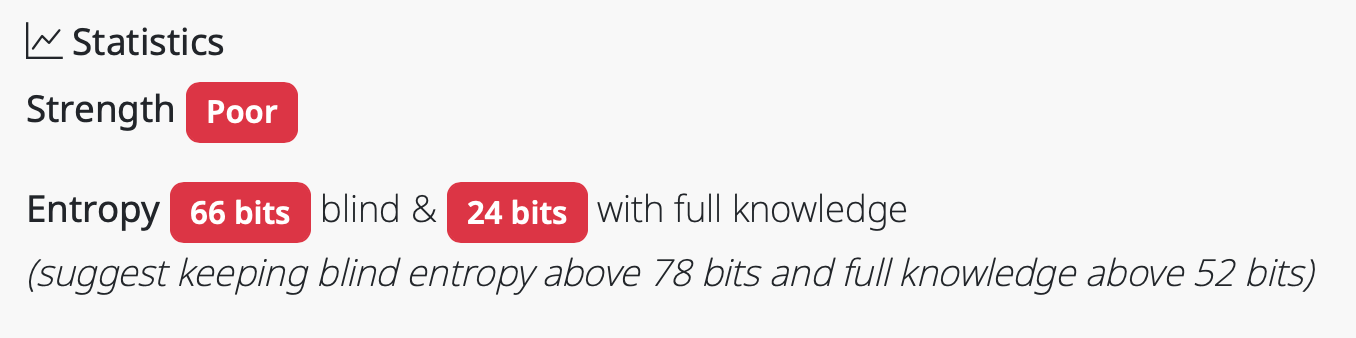 Statistics
Strength Poor
Entropy 66 bits blind & 24 bits with full knowledge
(suggest keeping blind entropy above 78 bits and full knowledge above 52 bits)